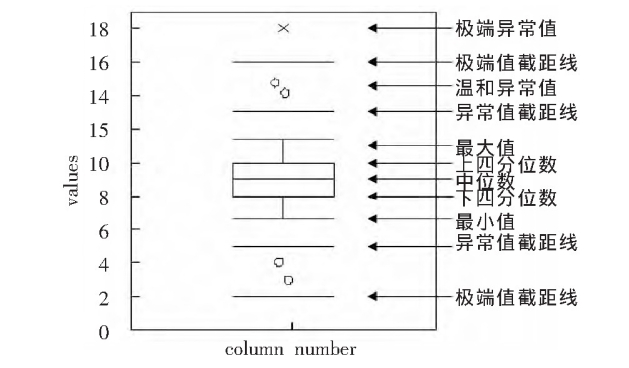 18
16
14
15
10
8
6
4
2
0
values
column number
极端异常值
极端值截距线
温和异常值
异常值截距线
最大值
上四分位数
中位数
下四分位数
最小值
异常值截距线
极端值截距线